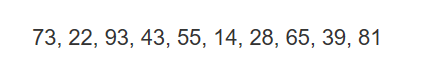 73, 22, 93, 43, 55, 14, 28, 65, 39, 81